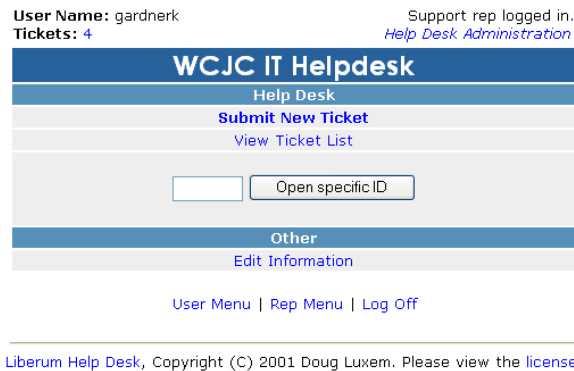 User Name: gardnerk Support rep logged in.
Tickets: 4 Help Desk Administration
WCJC IT Helpdesk
Help Desk
Submit New Ticket
View Ticket List
Open specific ID
Other
Edit Information
User Menu | Rep Menu | Log Off
Liberum Help Desk, Copyright (C) 2001 Doug Luxem. Please view the license